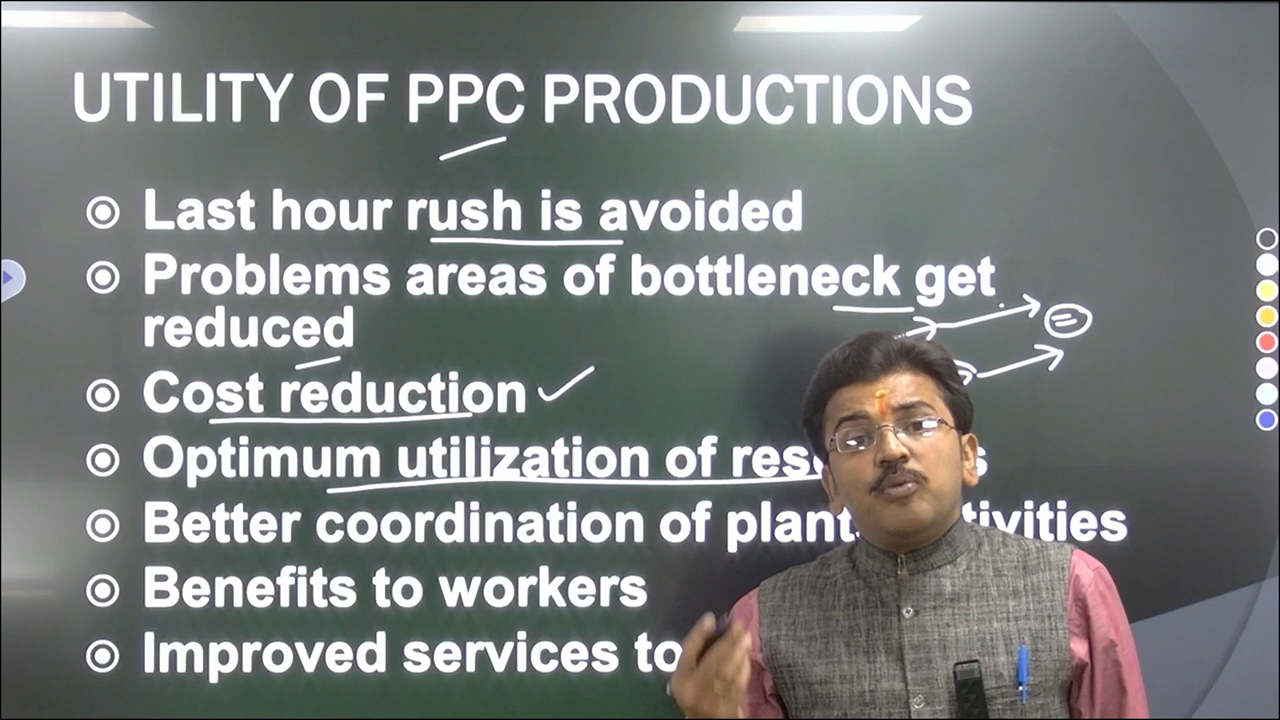 UTILITY OF PPC PRODUCTIONS
Last hour rush is avoided
Problems areas of bottleneck get
reduced
Cost reduction
Optimum utilization of
Better coordination of plant
Benefits to workers
Improved services to